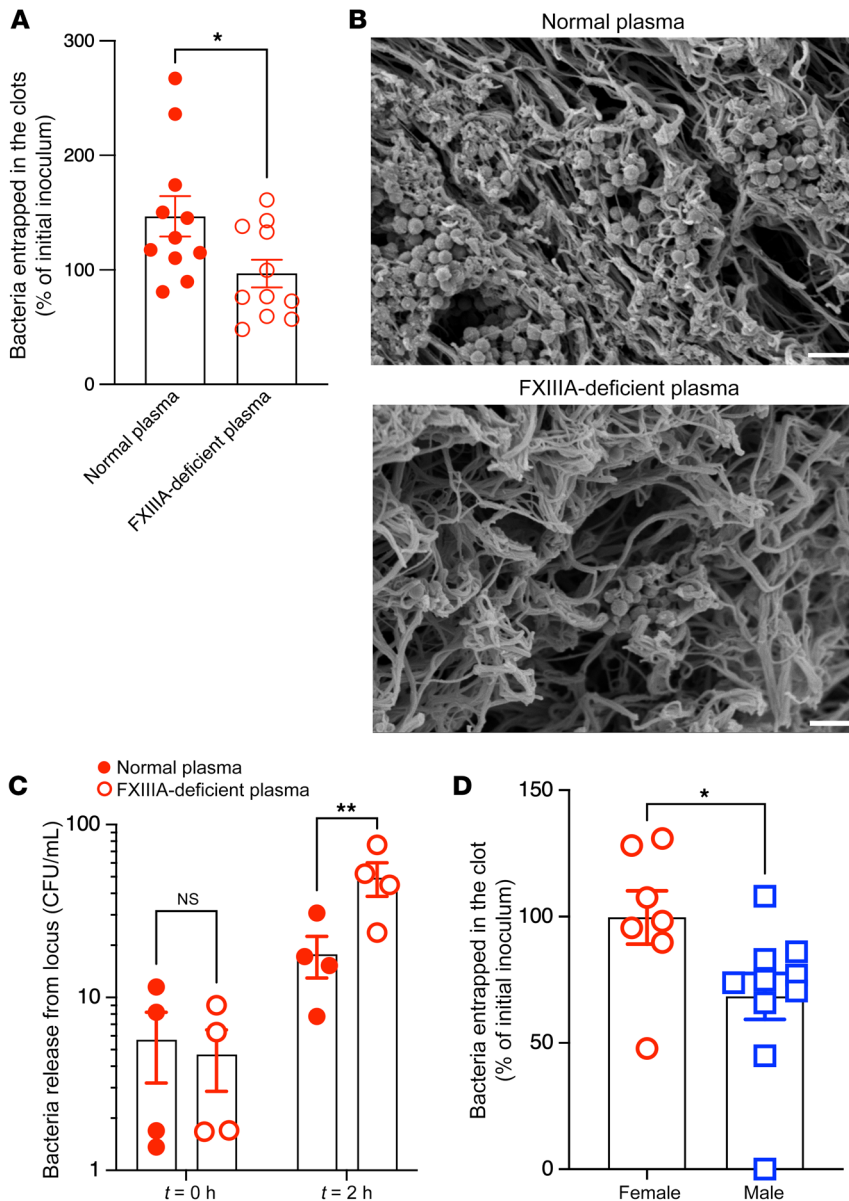 A
Bacteria entrapped in the clots
(% of initial inoculum)
300
200
100
0
*
Normal plasma
FXIIIA-deficient plasma
B
Normal plasma
FXIIIA-deficient plasma
C
Normal plasma
FXIIIA-deficient plasma
Bacteria release from locus (CFU/mL)
100
10
1
NS
**
t = 0 h
t = 2 h
D
Bacteria entrapped in the clot
(% of initial inoculum)
150
100
50
0
*
Female
Male